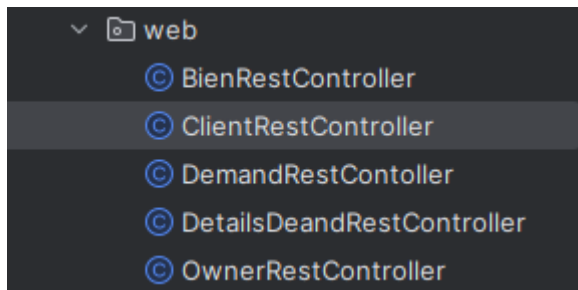 web
BienRestController
ClientRestController
DemandRestContoller
DetailsDeandRestController
OwnerRestController